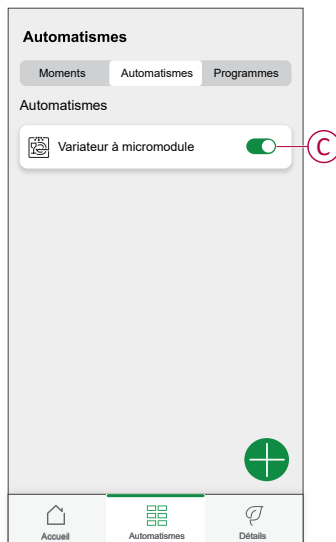 Automatismes
Moments Automatismes Programmes
Automatismes
Variateur à micromodule
C
Accueil Automatismes Détails